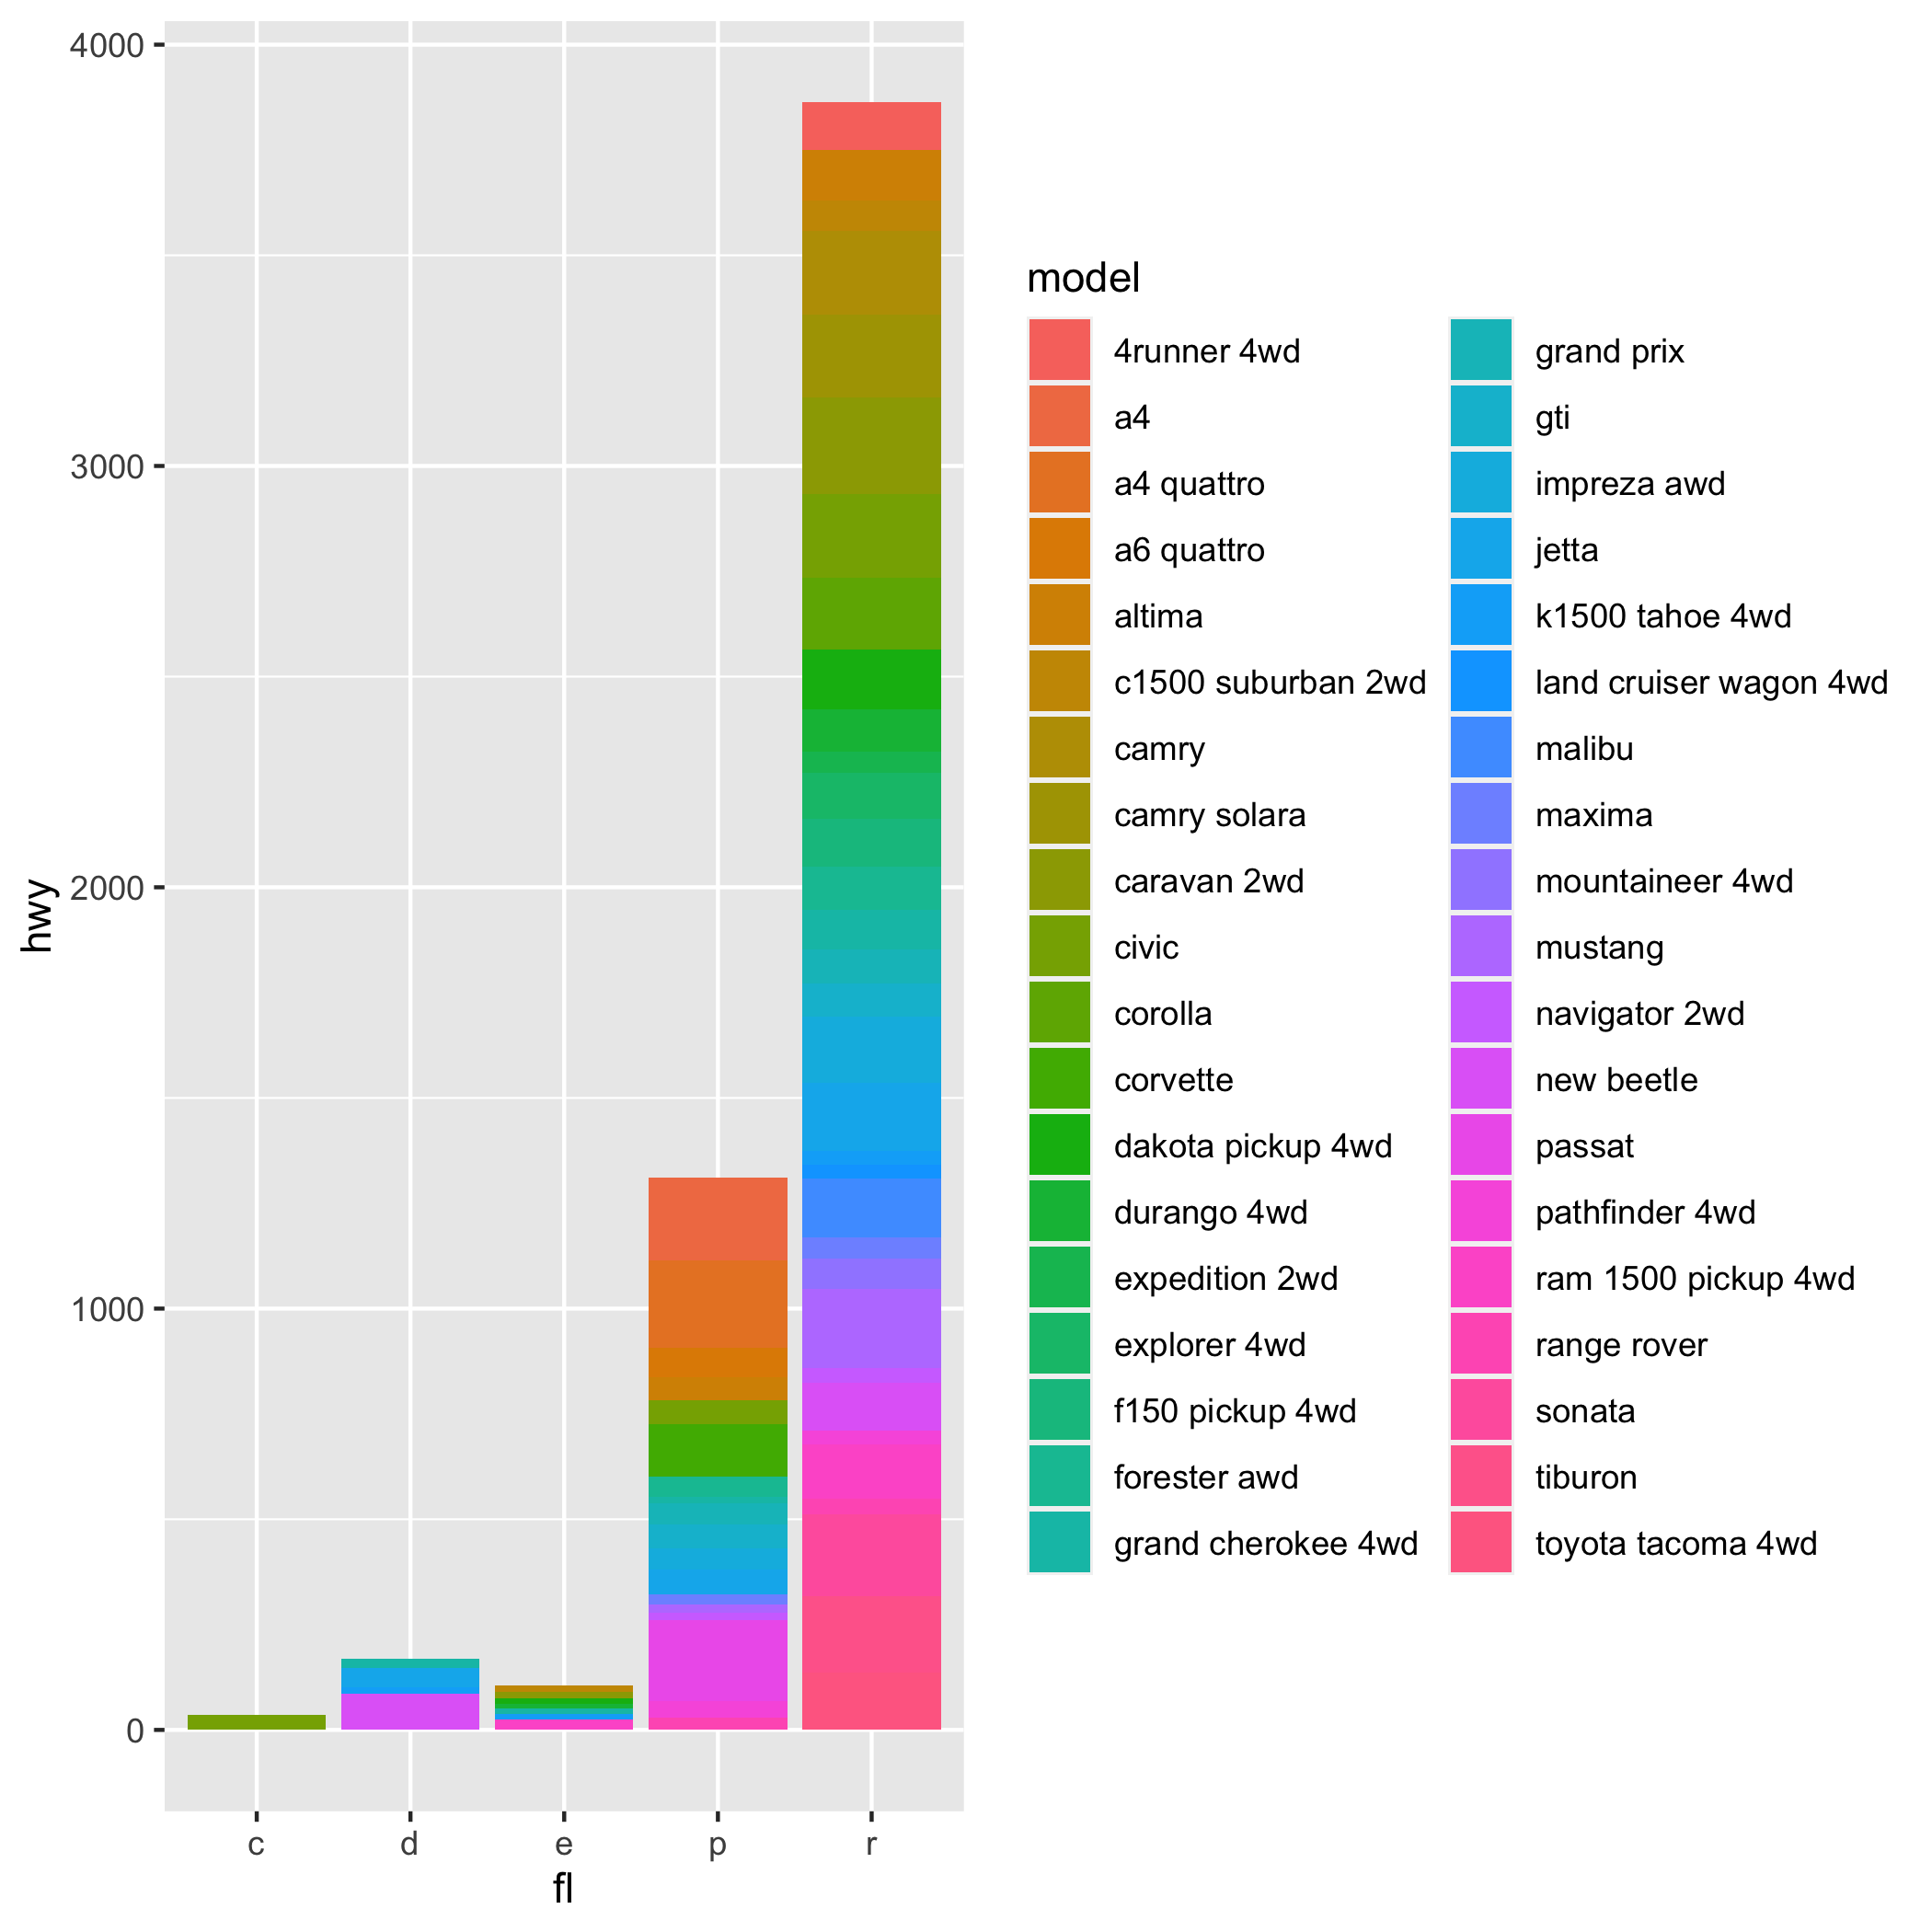 4000
3000
2000
1000
0
hwy
c d e p r
fl
model
4runner 4wd
a4
a4 quattro
a6 quattro
altima
c1500 suburban 2wd
camry
camry solara
caravan 2wd
civic
corolla
corvette
dakota pickup 4wd
durango 4wd
expedition 2wd
explorer 4wd
f150 pickup 4wd
forester awd
grand cherokee 4wd
grand prix
gti
impreza awd
jetta
k1500 tahoe 4wd
land cruiser wagon 4wd
malibu
maxima
mountaineer 4wd
mustang
navigator 2wd
new beetle
passat
pathfinder 4wd
ram 1500 pickup 4wd
range rover
sonata
tiburon
toyota tacoma 4wd